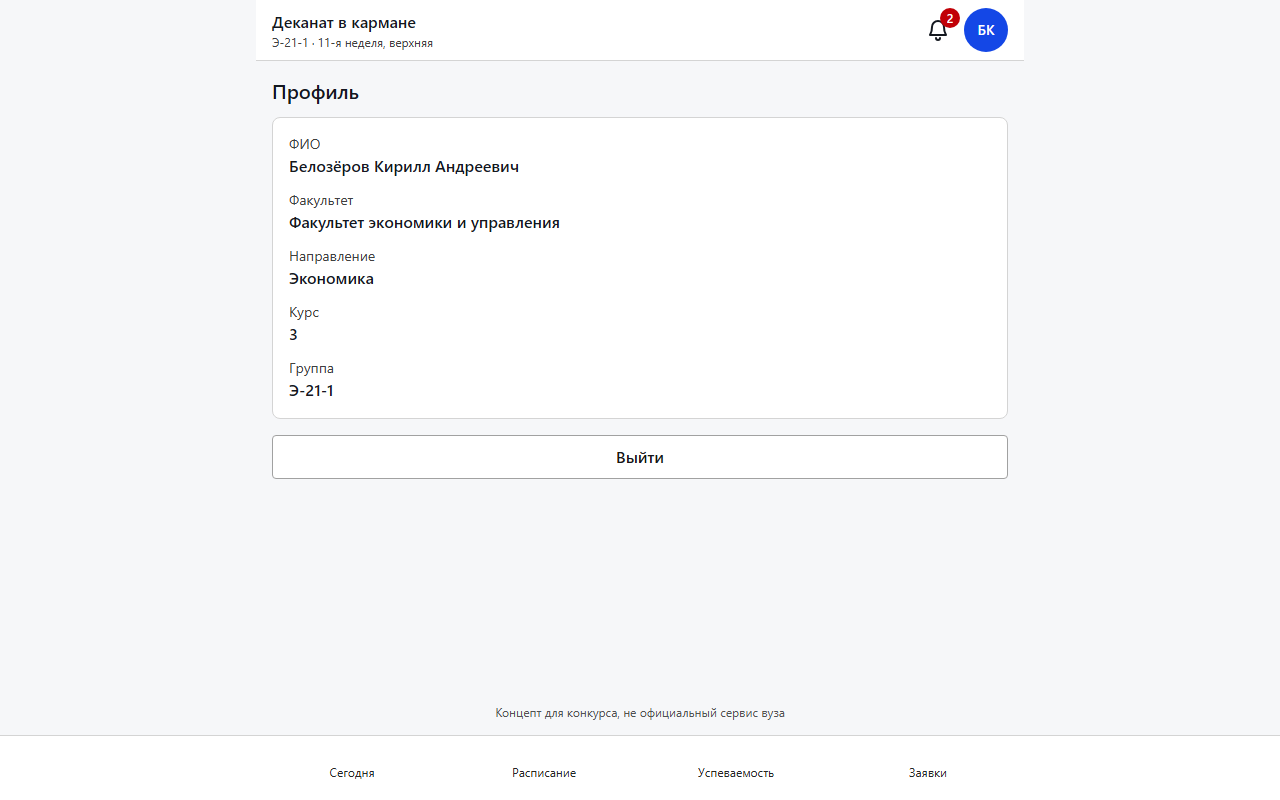 Деканат в кармане
Э-21-1 · 11-я неделя, верхняя
2
БК
Профиль
ФИО
Белозёров Кирилл Андреевич
Факультет
Факультет экономики и управления
Направление
Экономика
Курс
3
Группа
Э-21-1
Выйти
Концепт для конкурса, не официальный сервис вуза
Сегодня
Расписание
Успеваемость
Заявки